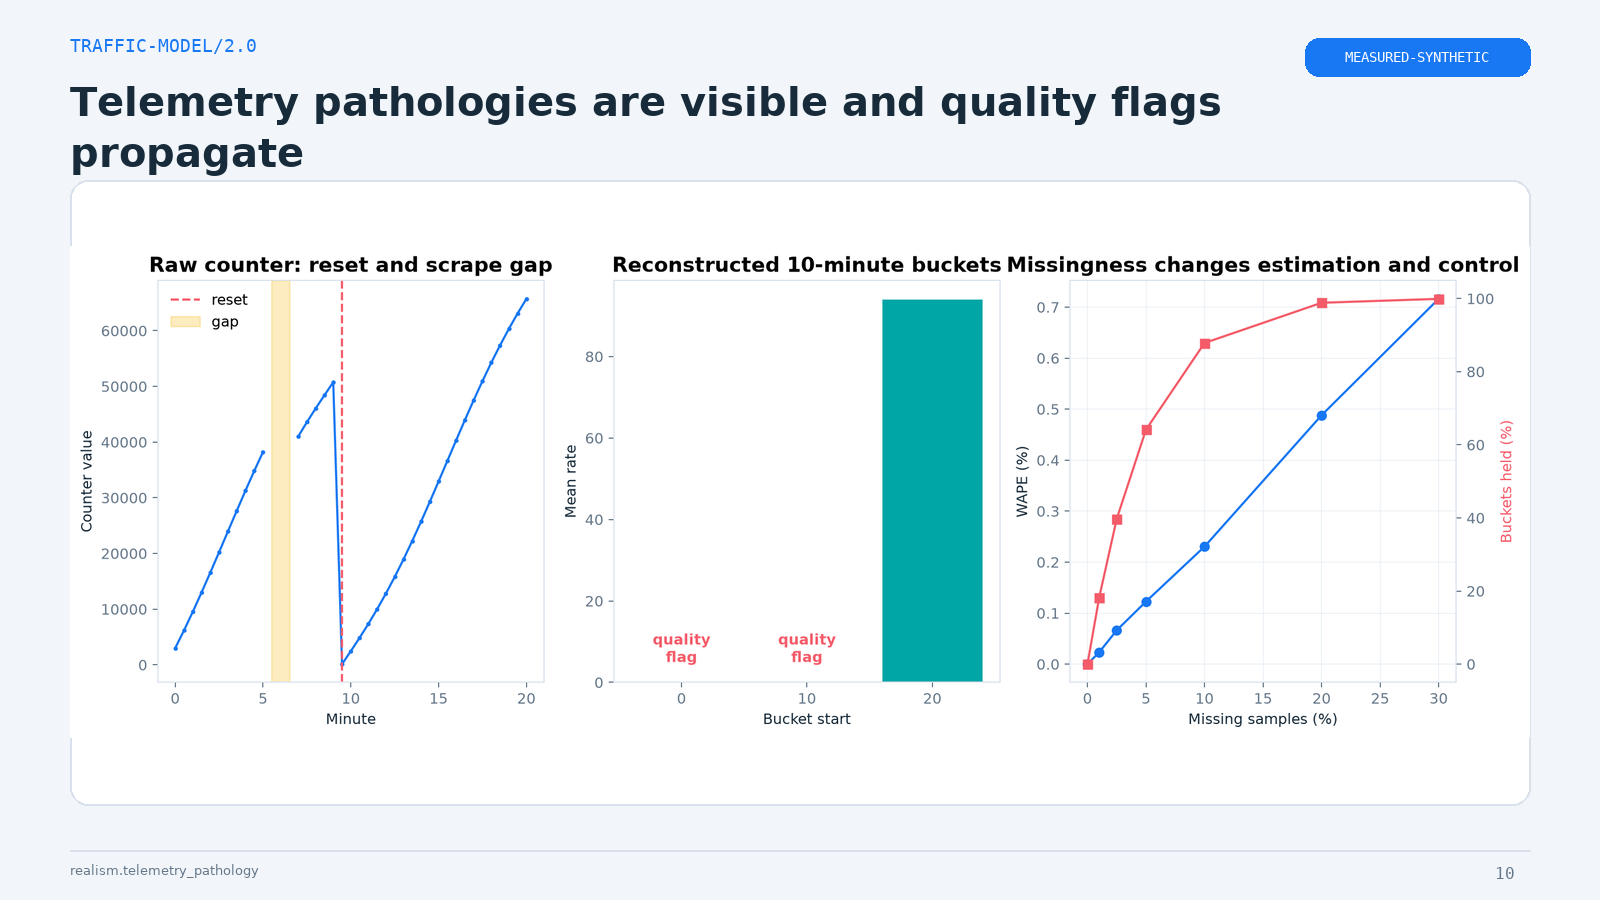 TRAFFIC-MODEL/2.0
MEASURED-SYNTHETIC
Telemetry pathologies are visible and quality flags
propagate
Raw counter: reset and scrape gap
reset
gap
Counter value
60000
50000
40000
30000
20000
10000
0
0 5 10 15 20
Minute
Reconstructed 10-minute buckets
Mean rate
80
60
40
20
0
quality
flag
quality
flag
0 10 20
Bucket start
Missingness changes estimation and control
WAPE (%)
0.7
0.6
0.5
0.4
0.3
0.2
0.1
0.0
0 5 10 15 20 25 30
Missing samples (%)
100
80
60
40
20
0
Buckets held (%)
realism.telemetry_pathology
10